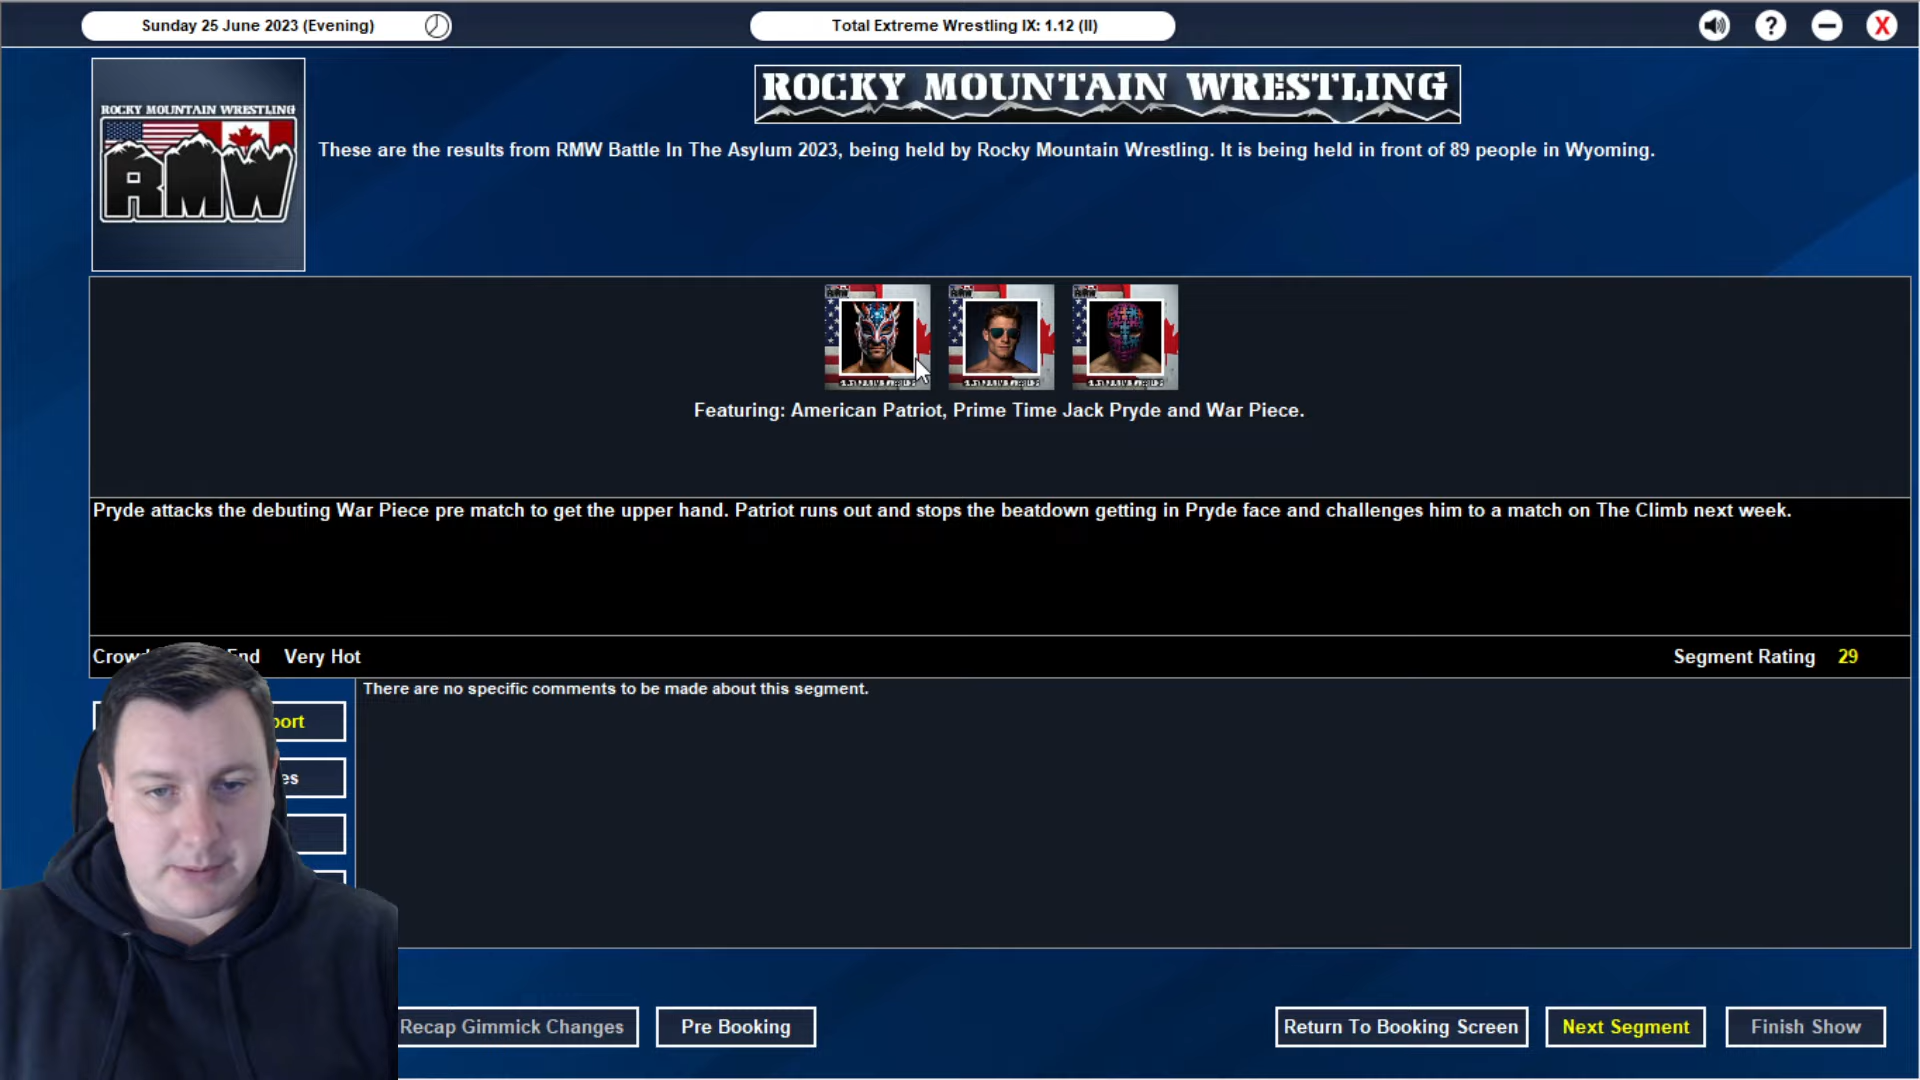 Sunday 25 June 2023 (Evening)
Total Extreme Wrestling IX: 1.12 (II)
?
X
ROCKY MOUNTAIN WRESTLING
RMW
ROCKY MOUNTAIN WRESTLING
These are the results from RMW Battle In The Asylum 2023, being held by Rocky Mountain Wrestling. It is being held in front of 89 people in Wyoming.
Featuring: American Patriot, Prime Time Jack Pryde and War Piece.
Pryde attacks the debuting War Piece pre match to get the upper hand. Patriot runs out and stops the beatdown getting in Pryde face and challenges him to a match on The Climb next week.
Very Hot
Segment Rating 29
There are no specific comments to be made about this segment.
Recap Gimmick Changes
Pre Booking
Return To Booking Screen
Next Segment
Finish Show